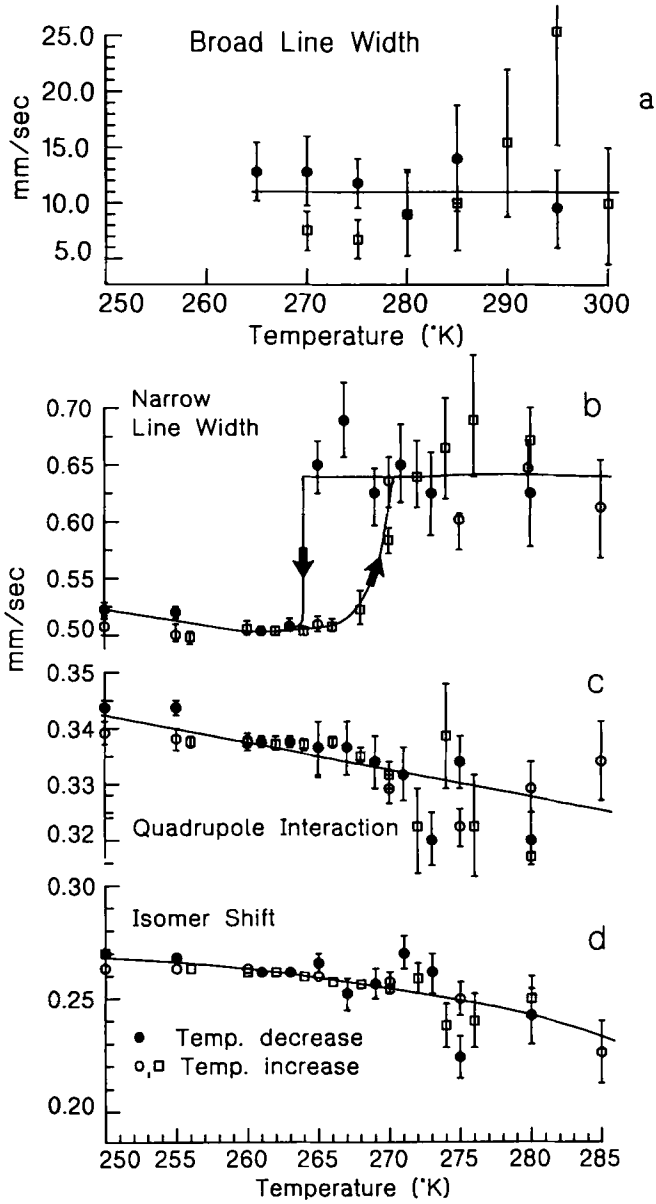 Broad Line Width
a
25.0
20.0
15.0
10.0
5.0
mm/sec
250 260 270 280 290 300
Temperature (°K)
Narrow
Line Width
b
0.70
0.65
0.60
0.55
0.50
mm/sec
c
0.35
0.34
0.33
0.32
Quadrupole Interaction
0.30
Isomer Shift
d
0.25
● Temp. decrease
○,□ Temp. increase
0.20
250 255 260 265 270 275 280 285
Temperature (°K)